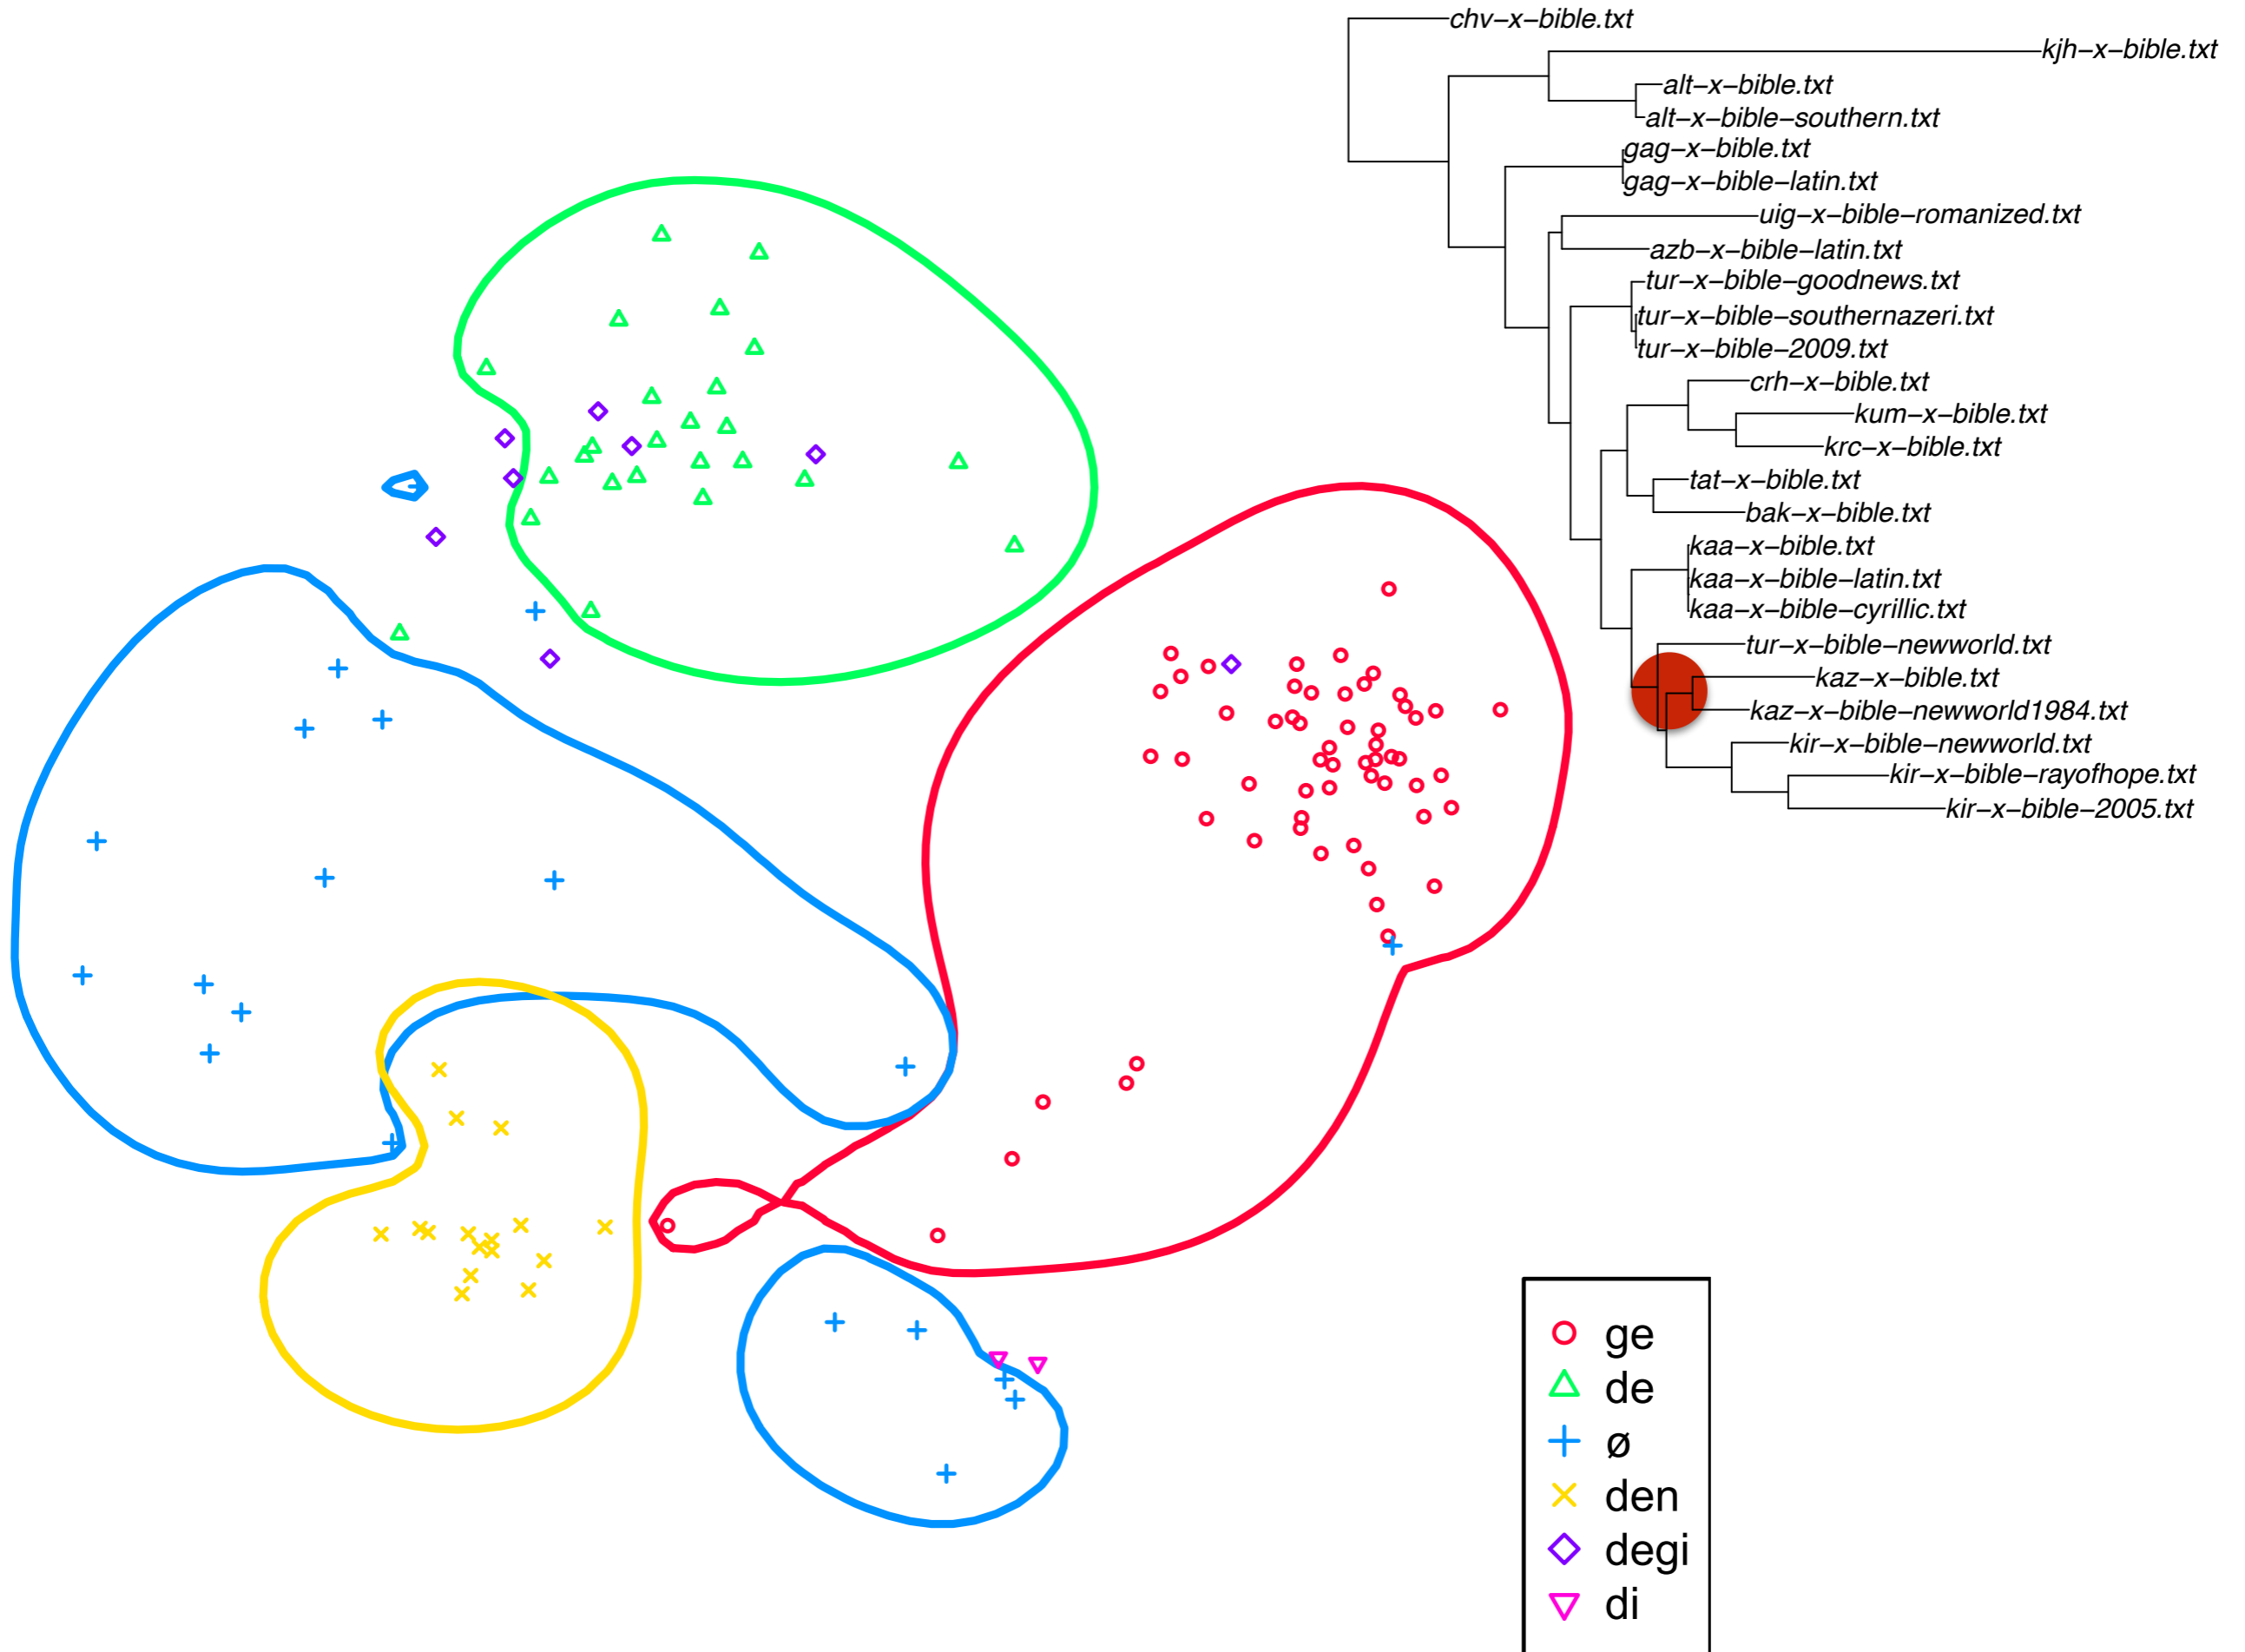 chv–x–bible.txt
kjh–x–bible.txt
alt–x–bible.txt
alt–x–bible–southern.txt
gag–x–bible.txt
gag–x–bible–latin.txt
uig–x–bible–romanized.txt
azb–x–bible–latin.txt
tur–x–bible–goodnews.txt
tur–x–bible–southernazeri.txt
tur–x–bible–2009.txt
crh–x–bible.txt
kum–x–bible.txt
krc–x–bible.txt
tat–x–bible.txt
bak–x–bible.txt
kaa–x–bible.txt
kaa–x–bible–latin.txt
kaa–x–bible–cyrillic.txt
tur–x–bible–newworld.txt
kaz–x–bible.txt
kaz–x–bible–newworld1984.txt
kir–x–bible–newworld.txt
kir–x–bible–rayofhope.txt
kir–x–bible–2005.txt
ge
de
ø
den
degi
di